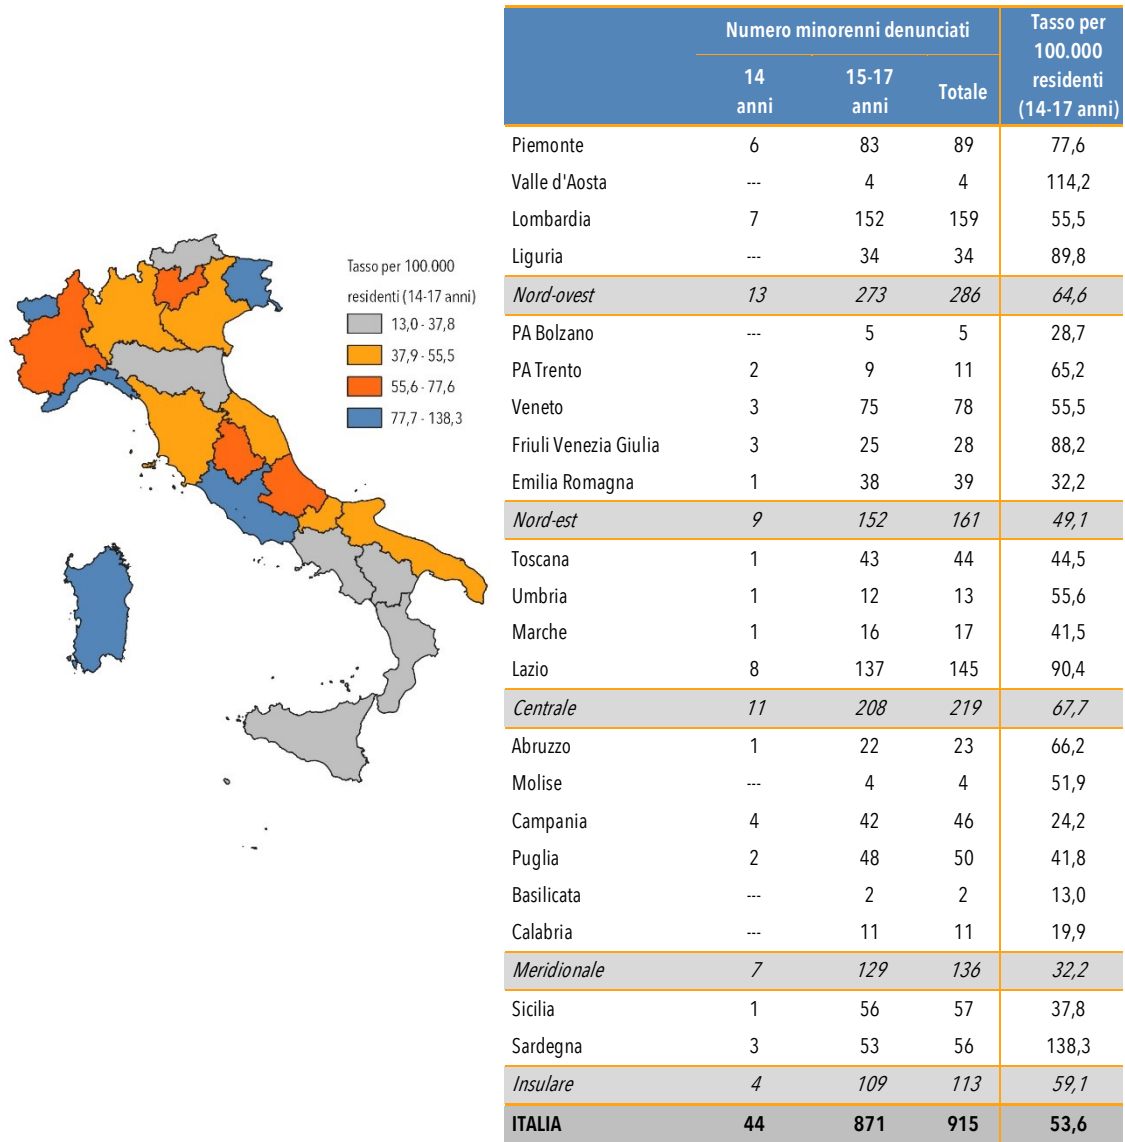 Tasso per 100.000
residenti (14-17 anni)
13,0 - 37,8
37,9 - 55,5
55,6 - 77,6
77,7 - 138,3
Numero minorenni denunciati
Tasso per
100.000
residenti
(14-17 anni)
14
anni
15-17
anni
Totale
Piemonte 6 83 89 77,6
Valle d'Aosta --- 4 4 114,2
Lombardia 7 152 159 55,5
Liguria --- 34 34 89,8
Nord-ovest 13 273 286 64,6
PA Bolzano --- 5 5 28,7
PA Trento 2 9 11 65,2
Veneto 3 75 78 55,5
Friuli Venezia Giulia 3 25 28 88,2
Emilia Romagna 1 38 39 32,2
Nord-est 9 152 161 49,1
Toscana 1 43 44 44,5
Umbria 1 12 13 55,6
Marche 1 16 17 41,5
Lazio 8 137 145 90,4
Centrale 11 208 219 67,7
Abruzzo 1 22 23 66,2
Molise --- 4 4 51,9
Campania 4 42 46 24,2
Puglia 2 48 50 41,8
Basilicata --- 2 2 13,0
Calabria --- 11 11 19,9
Meridionale 7 129 136 32,2
Sicilia 1 56 57 37,8
Sardegna 3 53 56 138,3
Insulare 4 109 113 59,1
ITALIA 44 871 915 53,6